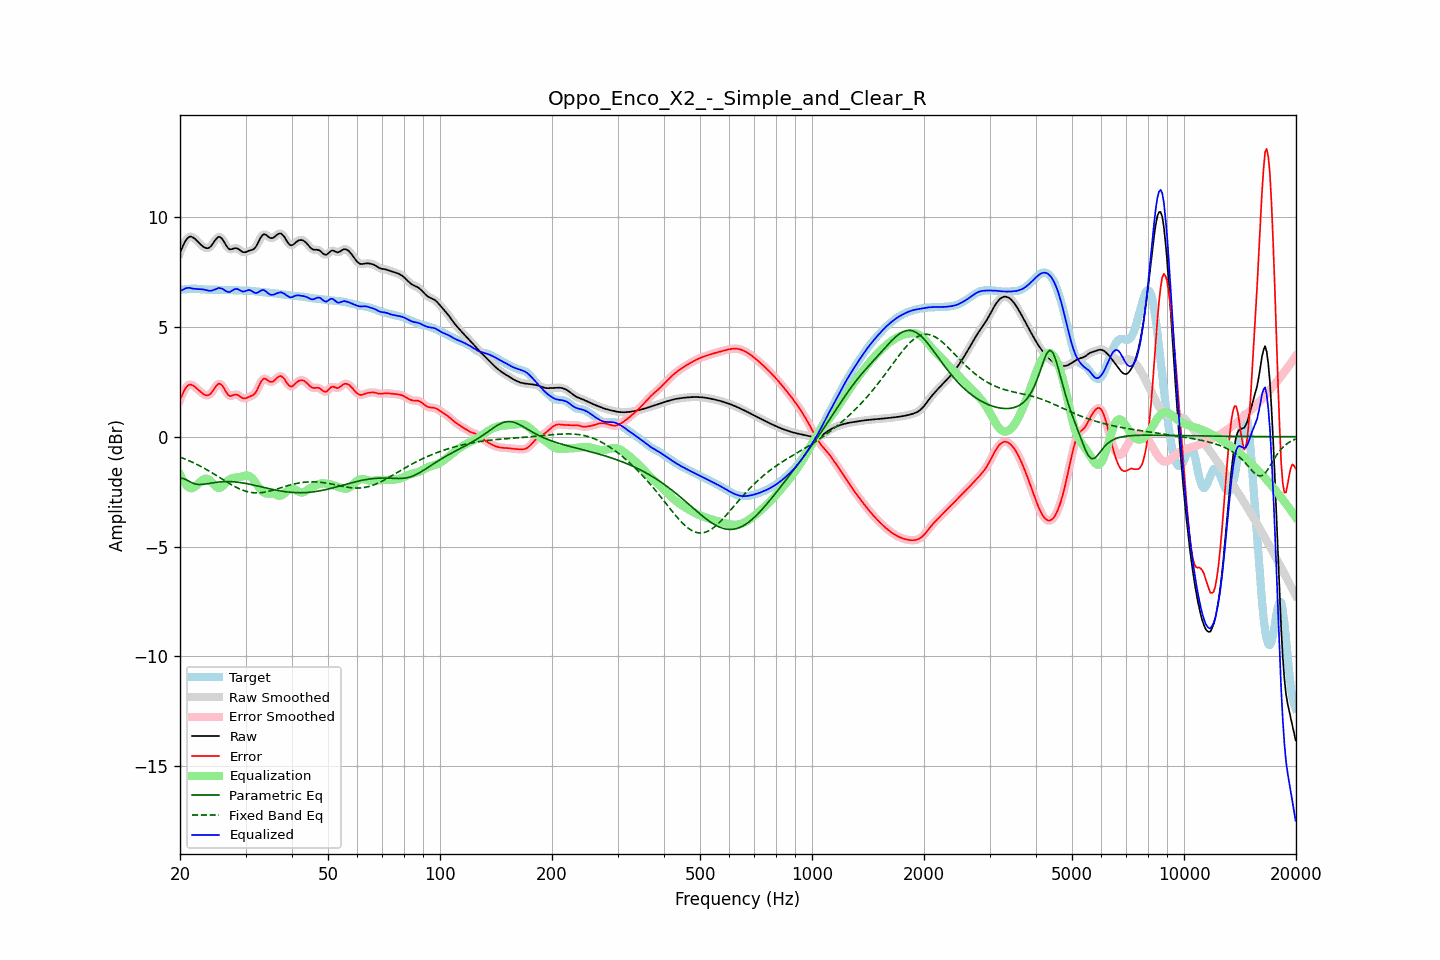 Oppo_Enco_X2_-_Simple_and_Clear_R
Amplitude (dBr)
10
5
0
−5
−10
−15
Target
Raw Smoothed
Error Smoothed
Raw
Error
Equalization
Parametric Eq
Fixed Band Eq
Equalized
20 50 100 200 500 1000 2000 5000 10000 20000
Frequency (Hz)